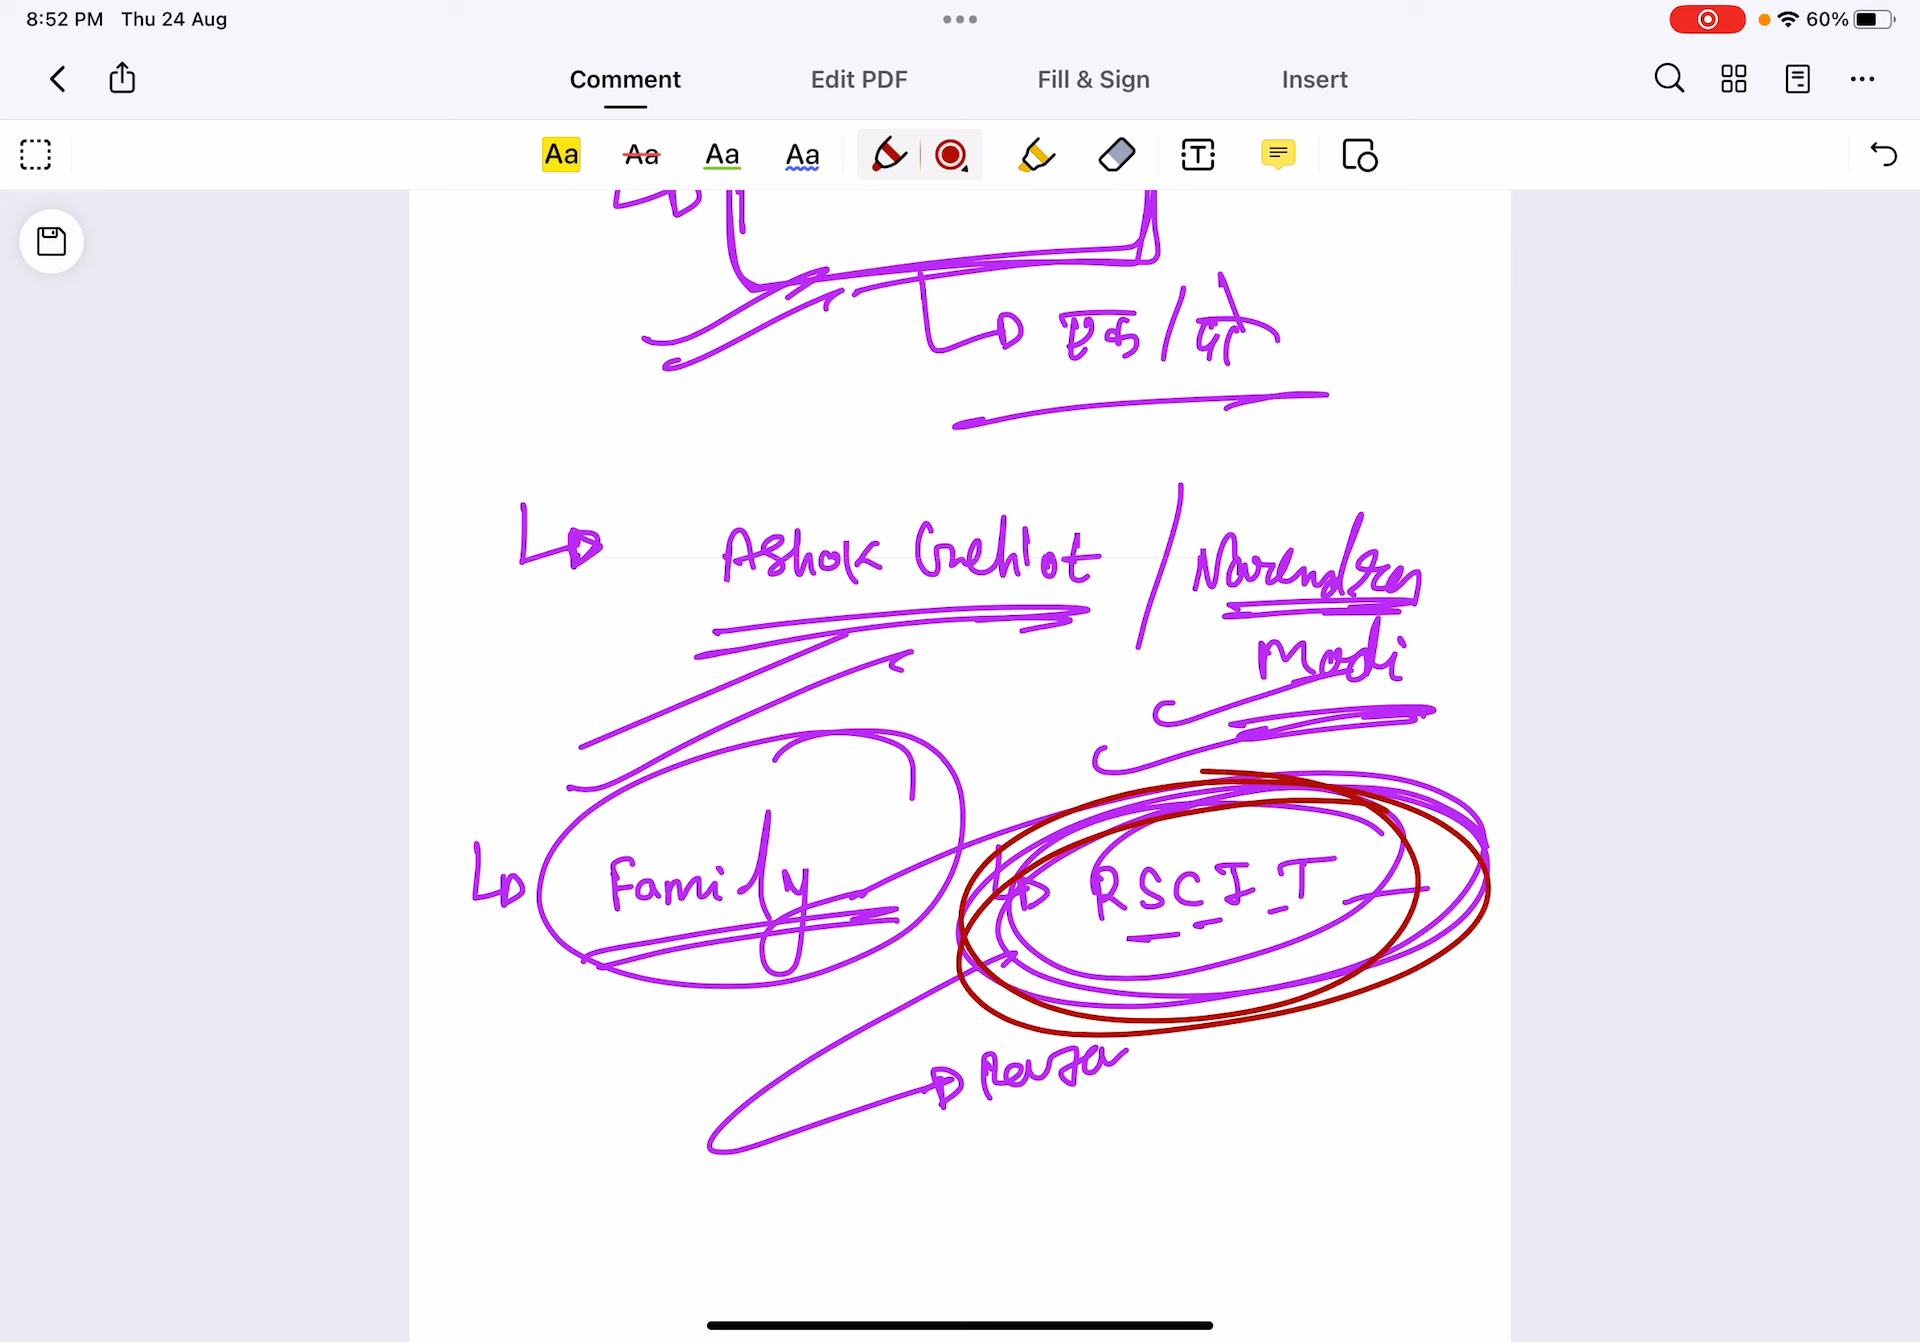 8:52 PM Thu 24 Aug
60%
Comment Edit PDF Fill & Sign Insert
Aa Aa Aa Aa T
एक /
Ashok Gehlot / Narendra
Modi
Family RSCIT